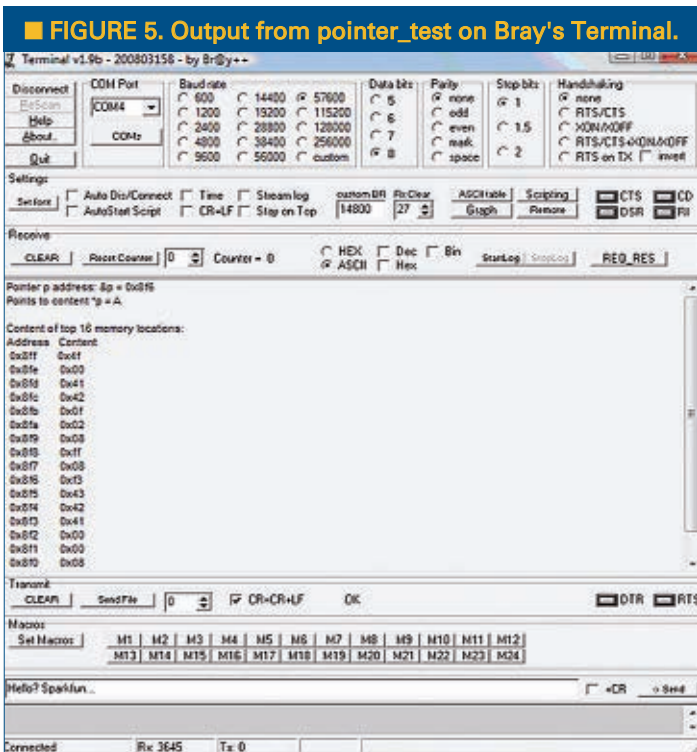 ■ FIGURE 5. Output from pointer_test on Bray's Terminal.
Terminal v1.9b - 20080315ß - by Br@y++
Disconnect
ReScan
Help
About..
Quit
COM Port
COM4
COMs
Baud rate
600 14400 57600
1200 19200 115200
2400 28800 128000
4800 38400 256000
9600 56000 custom
Data bits
5
6
7
8
Parity
none
odd
even
mark
space
Stop bits
1
1.5
2
Handshaking
none
RTS/CTS
XON/XOFF
RTS/CTS+XON/XOFF
RTS on TX invert
Settings
Set font
Auto Dis/Connect Time Stream log
AutoStart Script CR=LF Stay on Top
custom BR Rx Clear
14800 27
ASCII table Scripting
Graph Remote
CTS CD
DSR RI
Receive
CLEAR Reset Counter 0 Counter = 0
HEX Dec Bin
ASCII Hex
StartLog StopLog REQ_RES
Pointer p address: &p = 0x8f6
Points to content *p = A
Content of top 16 memory locations:
Address Content
0x8ff 0x4f
0x8fe 0x00
0x8fd 0x41
0x8fc 0x42
0x8fb 0x0f
0x8fa 0x02
0x8f9 0x08
0x8f8 0xff
0x8f7 0x08
0x8f6 0xf3
0x8f5 0x43
0x8f4 0x42
0x8f3 0x41
0x8f2 0x00
0x8f1 0x00
0x8f0 0x08
Transmit
CLEAR Send File 0 CR=CR+LF OK
DTR RTS
Macros
Set Macros
M1 M2 M3 M4 M5 M6 M7 M8 M9 M10 M11 M12
M13 M14 M15 M16 M17 M18 M19 M20 M21 M22 M23 M24
Hello? Sparkfun...
+CR -> Send
Connected Rx: 3645 Tx: 0